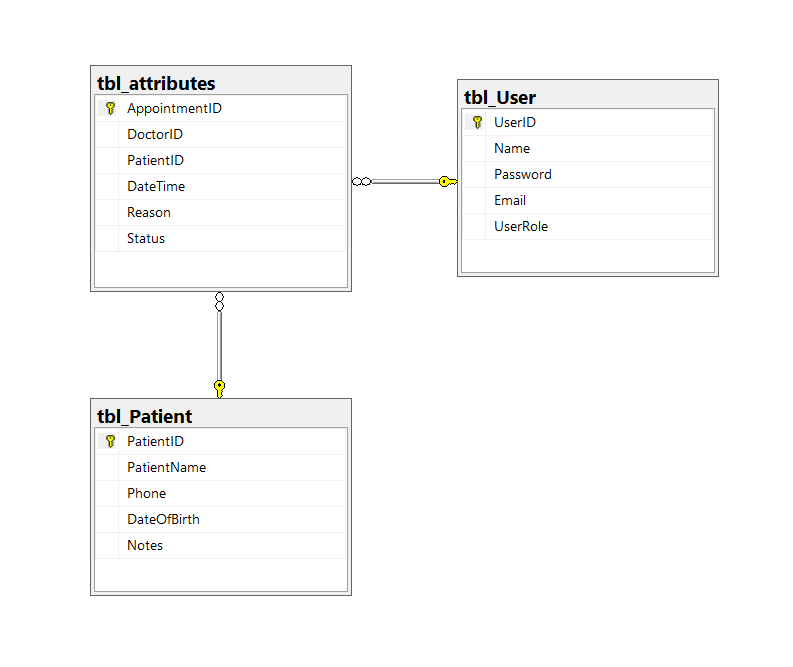 tbl_attributes
AppointmentID
DoctorID
PatientID
DateTime
Reason
Status
tbl_User
UserID
Name
Password
Email
UserRole
tbl_Patient
PatientID
PatientName
Phone
DateOfBirth
Notes